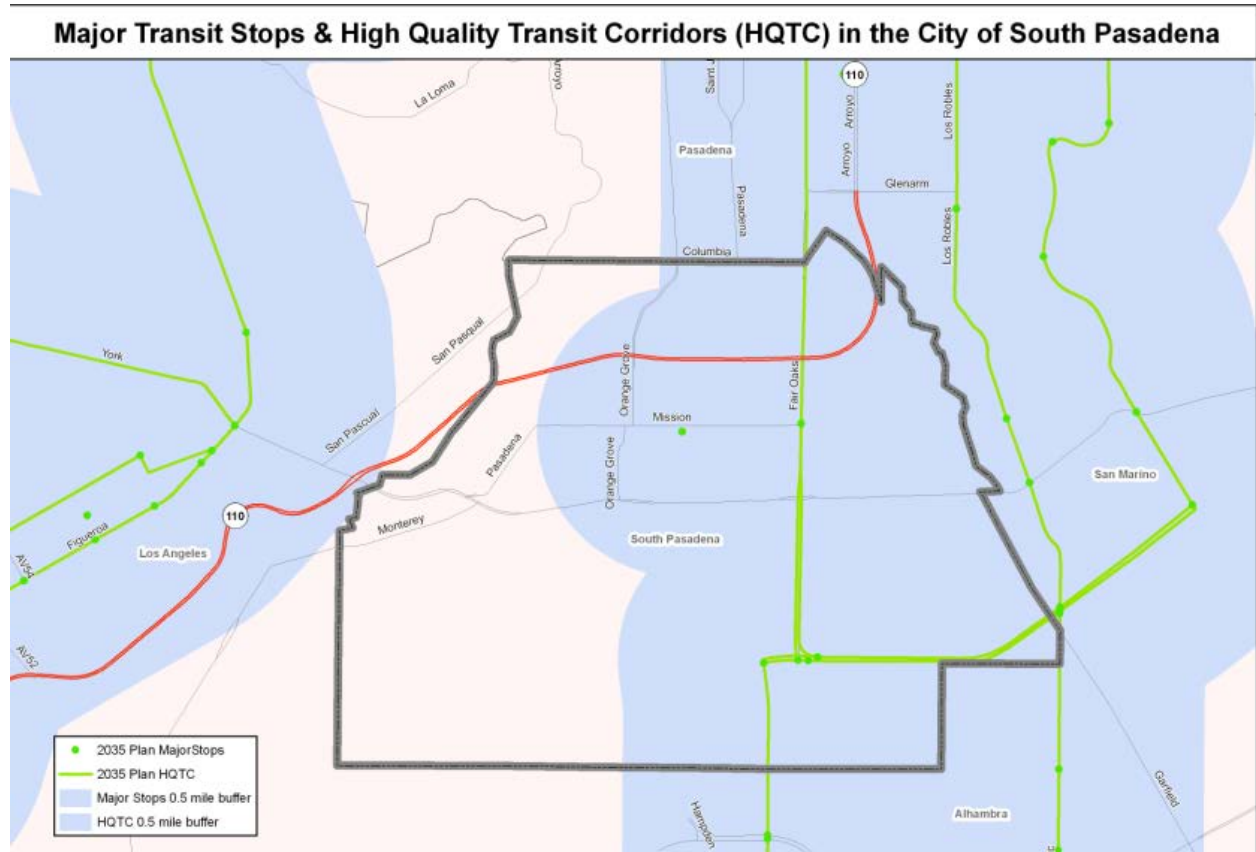 Major Transit Stops & High Quality Transit Corridors (HQTC) in the City of South Pasadena
110
Arroyo
La Loma
Arroyo
Los Robles
Pasadena
Arroyo
Glenarm
Pasadena
Los Robles
Columbia
San Pasqual
York
Orange Grove
Fair Oaks
San Pascual
Mission
Pasadena
Orange Grove
San Marino
110
Monterey
Figueroa
Los Angeles
South Pasadena
AV54
AV52
2035 Plan MajorStops
2035 Plan HQTC
Major Stops 0.5 mile buffer
HQTC 0.5 mile buffer
Garfield
Hampden
Alhambra